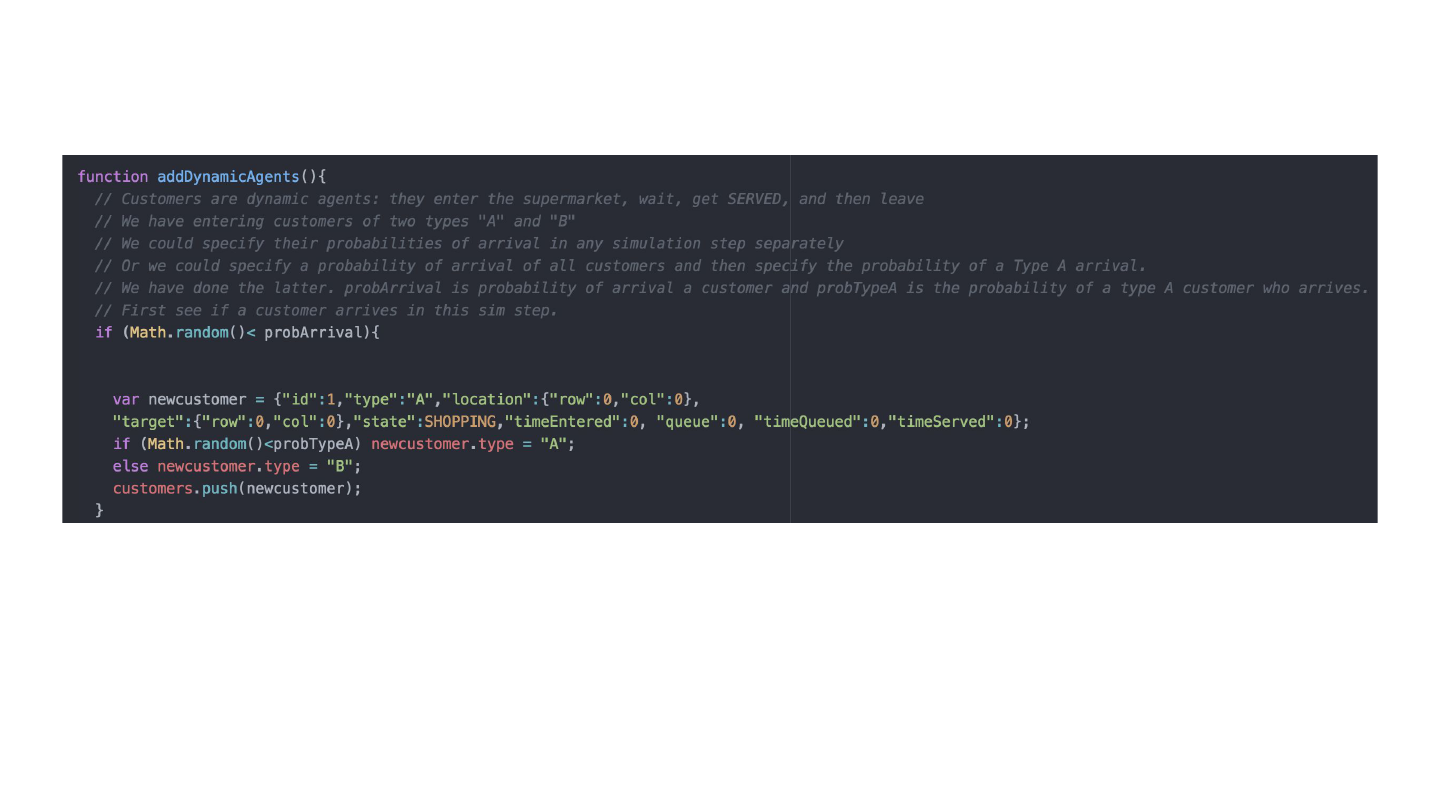 function addDynamicAgents(){
// Customers are dynamic agents: they enter the supermarket, wait, get SERVED, and then leave
// We have entering customers of two types "A" and "B"
// We could specify their probabilities of arrival in any simulation step separately
// Or we could specify a probability of arrival of all customers and then specify the probability of a Type A arrival.
// We have done the latter. probArrival is probability of arrival a customer and probTypeA is the probability of a type A customer who arrives.
// First see if a customer arrives in this sim step.
if (Math.random()< probArrival){
var newcustomer = {"id":1,"type":"A","location":{"row":0,"col":0},
"target":{"row":0,"col":0},"state":SHOPPING,"timeEntered":0, "queue":0, "timeQueued":0,"timeServed":0};
if (Math.random()<probTypeA) newcustomer.type = "A";
else newcustomer.type = "B";
customers.push(newcustomer);
}